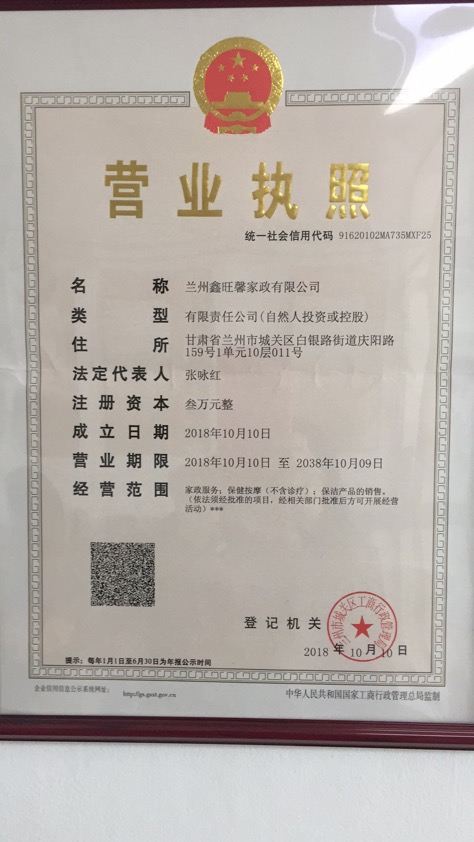 营业执照
统一社会信用代码 91620102MA735MXF25
名称 兰州鑫旺馨家政有限公司
类型 有限责任公司(自然人投资或控股)
住所 甘肃省兰州市城关区白银路街道庆阳路
159号1单元10层011号
法定代表人 张咏红
注册资本 叁万元整
成立日期 2018年10月10日
营业期限 2018年10月10日 至 2038年10月09日
经营范围 家政服务；保健按摩（不含诊疗）；保洁产品的销售。
（依法须经批准的项目，经相关部门批准后方可开展经营
活动）***
登记机关
兰州市城关区工商行政管理局
2018 年 10 月 10 日
提示：每年1月1日至6月30日为年报公示时间
企业信用信息公示系统网址： http://gs.gsxt.gov.cn
中华人民共和国国家工商行政管理总局监制